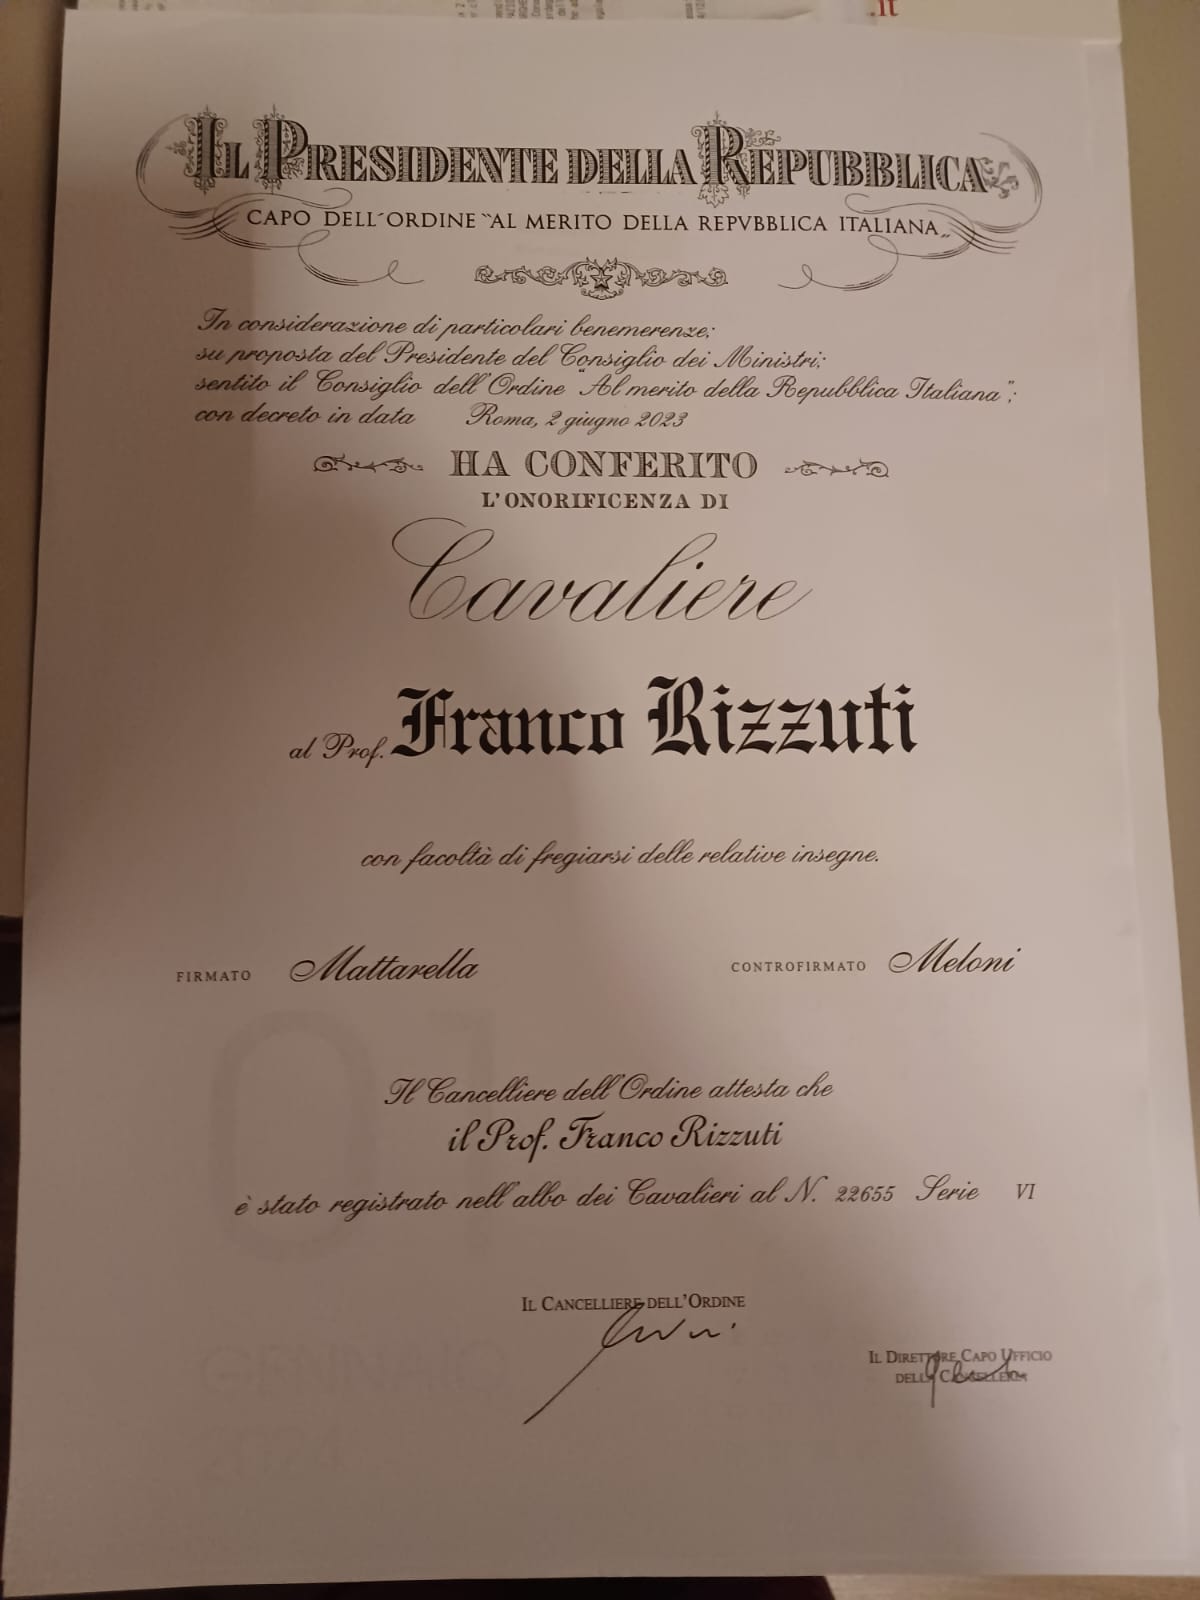 .it
IL PRESIDENTE DELLA REPUBBLICA
CAPO DELL'ORDINE "AL MERITO DELLA REPVBBLICA ITALIANA„
In considerazione di particolari benemerenze;
su proposta del Presidente del Consiglio dei Ministri;
sentito il Consiglio dell'Ordine "Al merito della Repubblica Italiana";
con decreto in data Roma, 2 giugno 2023
HA CONFERITO
L'ONORIFICENZA DI
Cavaliere
al Prof. Franco Rizzuti
con facoltà di fregiarsi delle relative insegne.
FIRMATO Mattarella CONTROFIRMATO Meloni
Il Cancelliere dell'Ordine attesta che
il Prof. Franco Rizzuti
è stato registrato nell'albo dei Cavalieri al N. 22655 Serie VI
IL CANCELLIERE DELL'ORDINE
IL DIRETTORE CAPO UFFICIO
DELLA CANCELLERIA